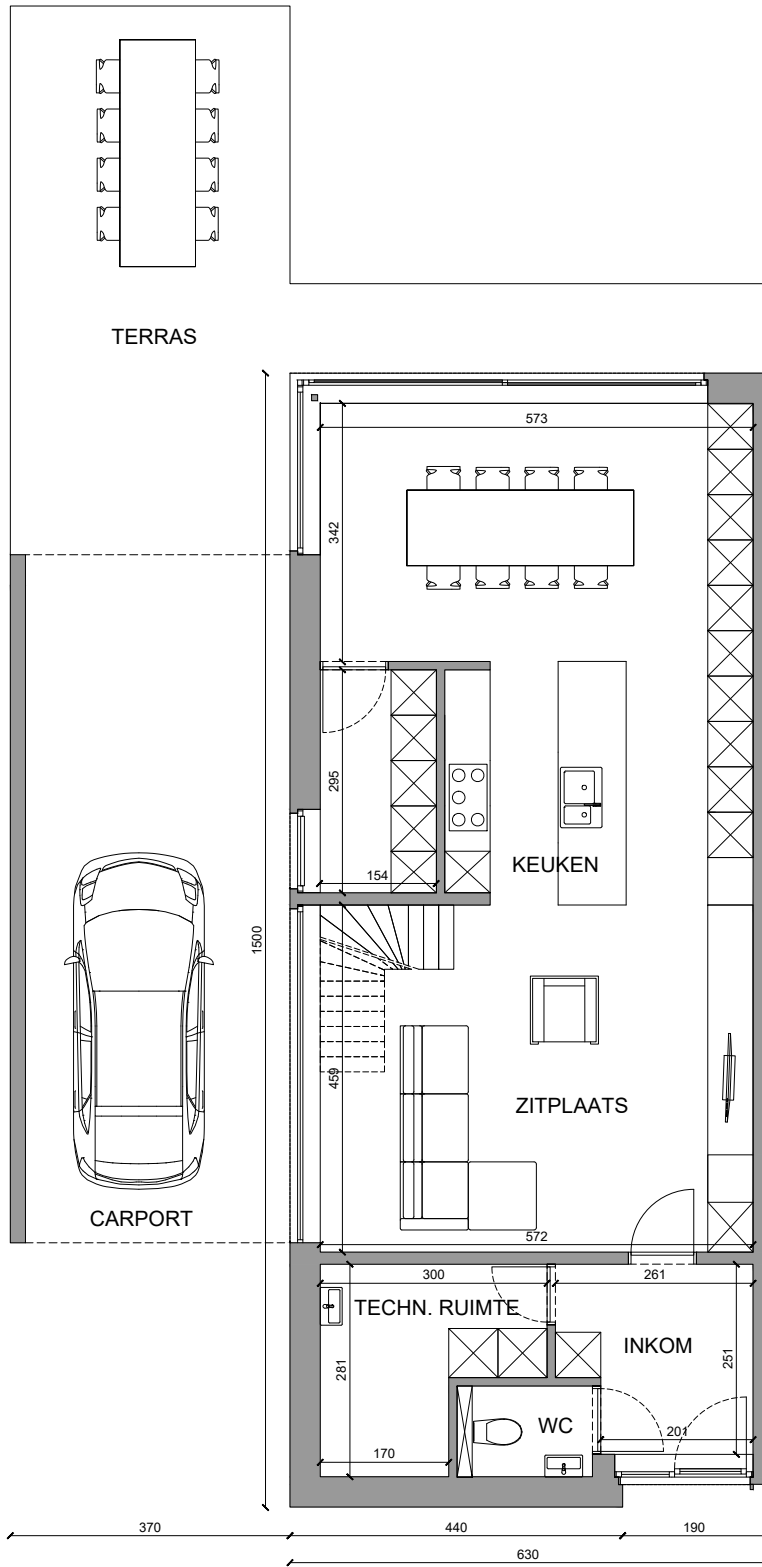 TERRAS
573
342
295
154
KEUKEN
1500
459
ZITPLAATS
CARPORT
572
300
261
TECHN. RUIMTE
INKOM
281
251
WC
201
170
370
440
190
630